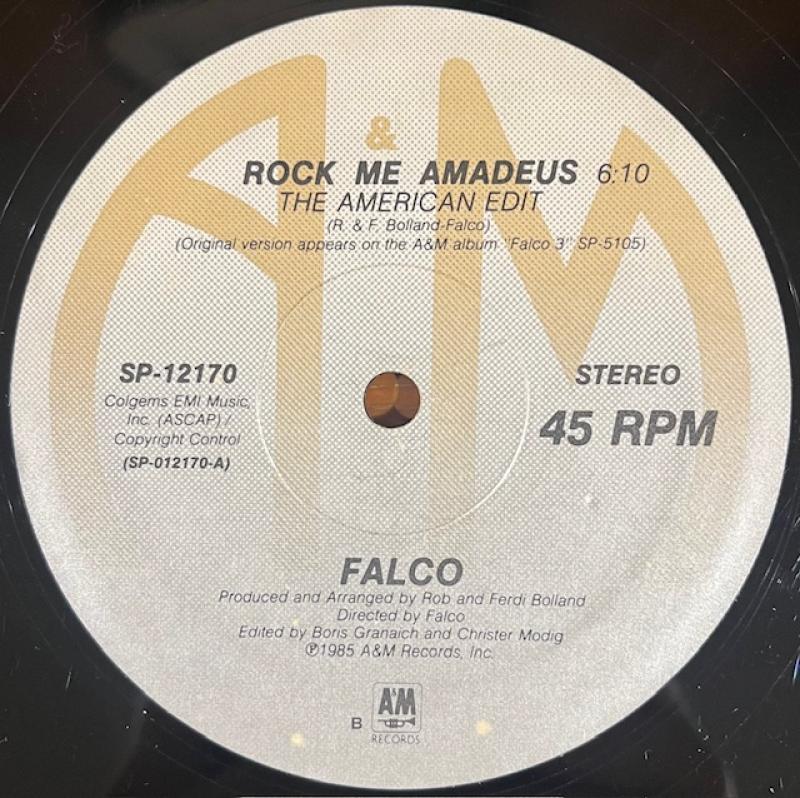 A & M
ROCK ME AMADEUS 6:10
THE AMERICAN EDIT
(R. & F. Bolland-Falco)
(Original version appears on the A&M album "Falco 3" SP-5105)
SP-12170
Colgems EMI Music,
Inc. (ASCAP) /
Copyright Control
(SP-012170-A)
STEREO
45 RPM
FALCO
Produced and Arranged by Rob and Ferdi Bolland
Directed by Falco
Edited by Boris Granaich and Christer Modig
℗1985 A&M Records, Inc.
B
A&M
RECORDS